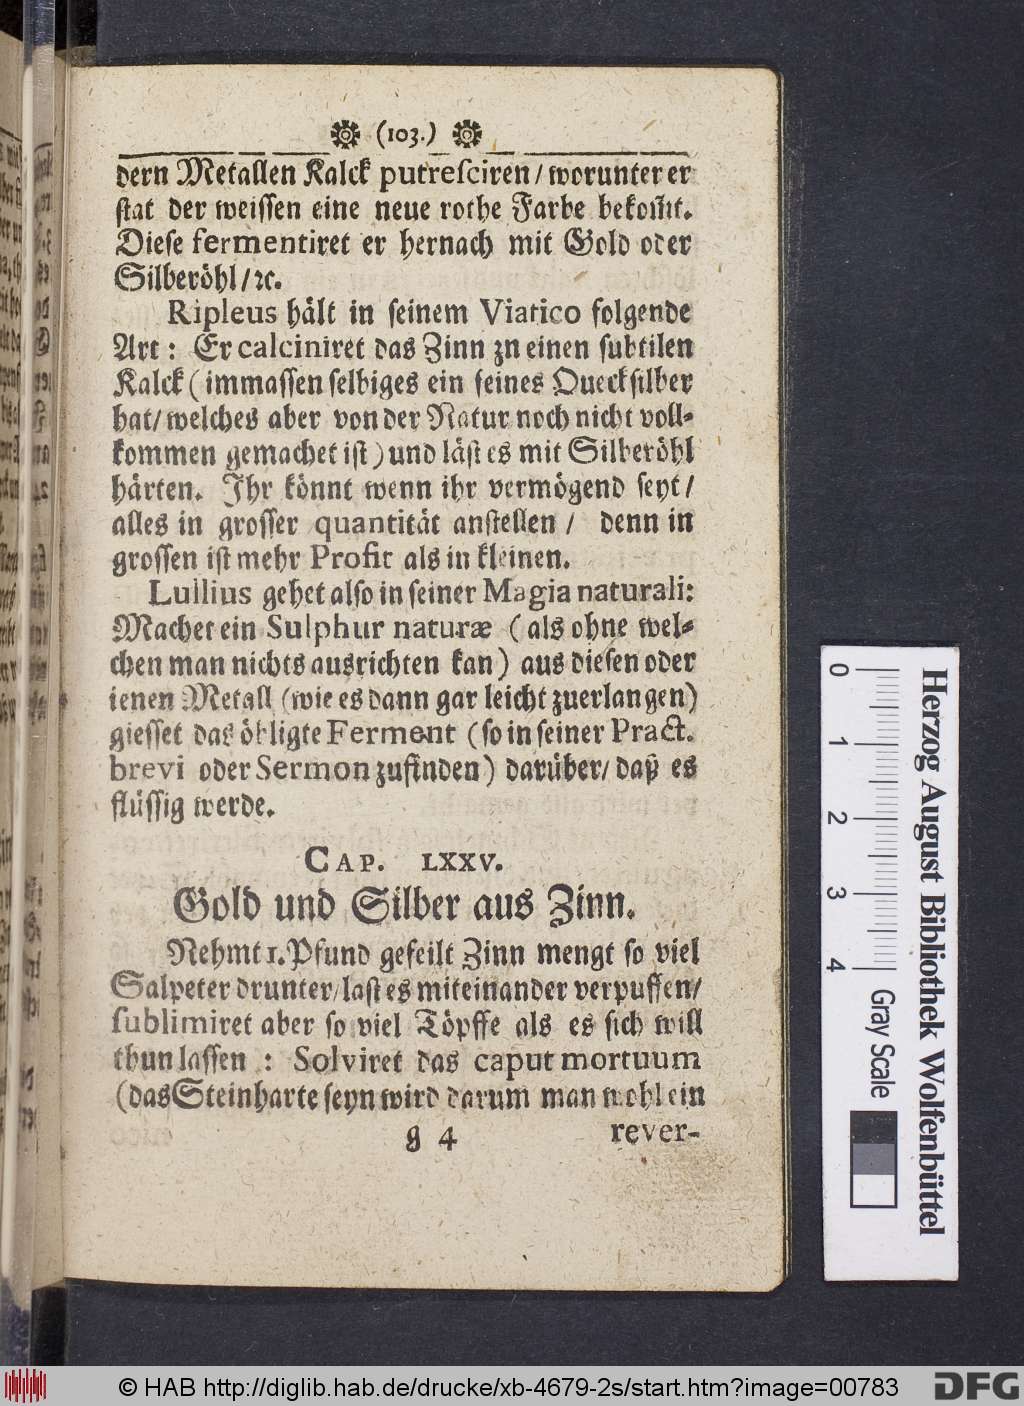 (103.)
dern Metallen Kalck putreſciren/worunter er
ſtat der weiſſen eine neue rothe Farbe bekom̃t.
Dieſe fermentiret er hernach mit Gold oder
Silberöhl/ꝛc.
Ripleus hält in ſeinem Viatico folgende
Art: Er calciniret das Zinn zn einen ſubtilen
Kalck (immaſſen ſelbiges ein feines Queckſilber
hat/welches aber von der Natur noch nicht voll⸗
kommen gemachet iſt) und läſt es mit Silberöhl
härten. Ihr könnt wenn ihr vermögend ſeyt/
alles in groſſer quantität anſtellen/ denn in
groſſen iſt mehr Profit als in kleinen.
Lullius gehet alſo in ſeiner Magia naturali:
Machet ein Sulphur naturæ (als ohne wel⸗
chen man nichts ausrichten kan) aus dieſen oder
ienen Metall (wie es dann gar leicht zuerlangen)
gieſſet das öbligte Ferment (ſo in ſeiner Pract.
brevi oder Sermon zufinden) darüber/ daß es
flüſſig werde.
CAP. LXXV.
Gold und Silber aus Zinn.
Nehmt 1. Pfund gefeilt Zinn mengt ſo viel
Salpeter drunter/laſt es miteinander verpuffen/
ſublimiret aber ſo viel Töpffe als es ſich will
thun laſſen: Solviret das caput mortuum
(das Steinharte ſeyn wird darum man wohl ein
g 4 rever-
Herzog August Bibliothek Wolfenbüttel
0 1 2 3 4
Gray Scale
© HAB http://diglib.hab.de/drucke/xb-4679-2s/start.htm?image=00783
DFG